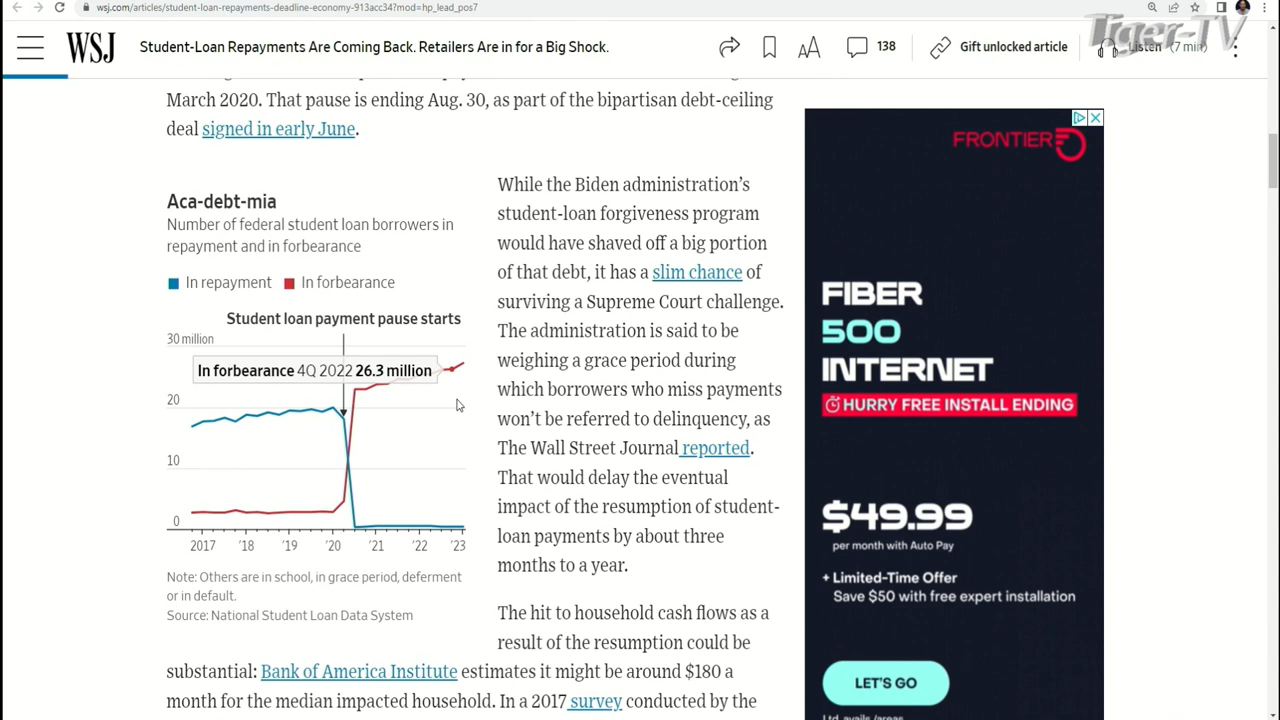 wsj.com/articles/student-loan-repayments-deadline-economy-913acc34?mod=hp_lead_pos7
Tiger-TV
WSJ
Student-Loan Repayments Are Coming Back. Retailers Are in for a Big Shock.
138
Gift unlocked article
Listen (7 min)
March 2020. That pause is ending Aug. 30, as part of the bipartisan debt-ceiling
deal signed in early June.
Aca-debt-mia
Number of federal student loan borrowers in
repayment and in forbearance
In repayment
In forbearance
Student loan payment pause starts
30 million
In forbearance 4Q 2022 26.3 million
20
10
0
2017 '18 '19 '20 '21 '22 '23
Note: Others are in school, in grace period, deferment
or in default.
Source: National Student Loan Data System
While the Biden administration's
student-loan forgiveness program
would have shaved off a big portion
of that debt, it has a slim chance of
surviving a Supreme Court challenge.
The administration is said to be
weighing a grace period during
which borrowers who miss payments
won't be referred to delinquency, as
The Wall Street Journal reported.
That would delay the eventual
impact of the resumption of student-
loan payments by about three
months to a year.
The hit to household cash flows as a
result of the resumption could be
substantial: Bank of America Institute estimates it might be around $180 a
month for the median impacted household. In a 2017 survey conducted by the
FRONTIER
FIBER
500
INTERNET
HURRY FREE INSTALL ENDING
$49.99
per month with Auto Pay
+ Limited-Time Offer
Save $50 with free expert installation
LET'S GO